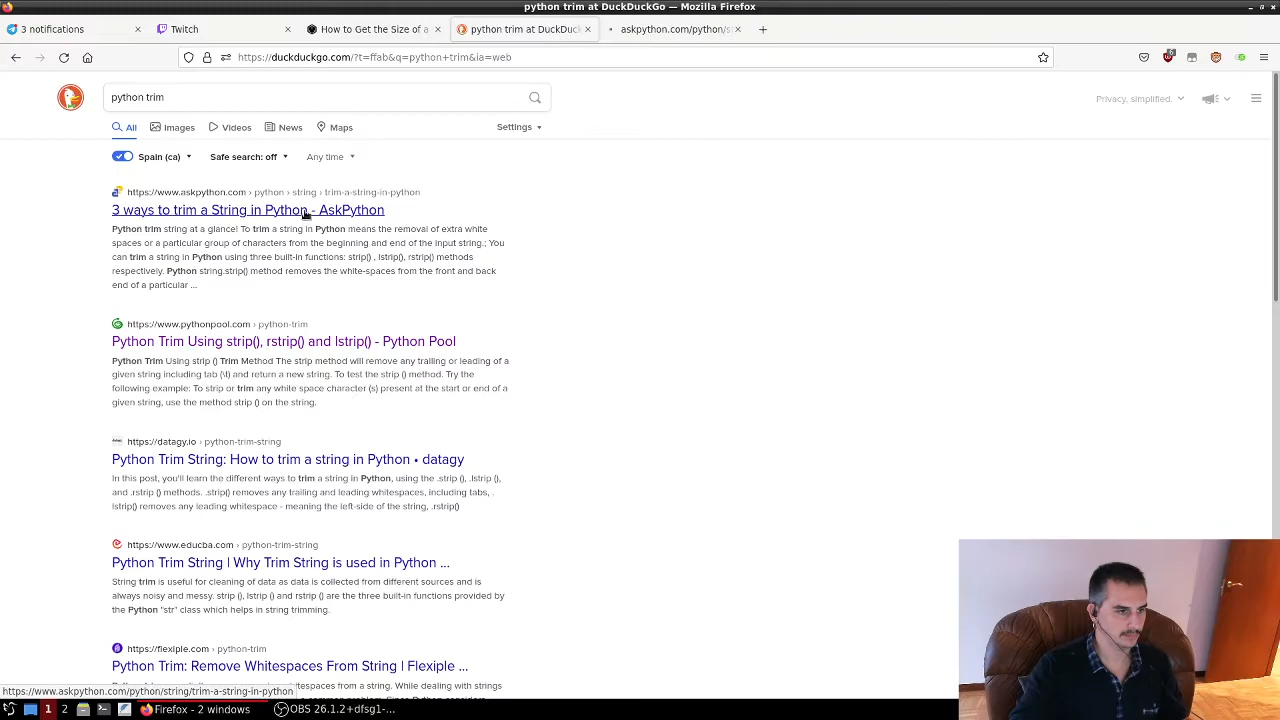 python trim at DuckDuckGo — Mozilla Firefox
3 notifications
Twitch
How to Get the Size of a
python trim at DuckDuc
askpython.com/python/s
https://duckduckgo.com/?t=ffab&q=python+trim&ia=web
python trim
Privacy, simplified.
All
Images
Videos
News
Maps
Settings
Spain (ca)
Safe search: off
Any time
https://www.askpython.com › python › string › trim-a-string-in-python
3 ways to trim a String in Python - AskPython
Python trim string at a glance! To trim a string in Python means the removal of extra white
spaces or a particular group of characters from the beginning and end of the input string.; You
can trim a string in Python using three built-in functions: strip() , lstrip(), rstrip() methods
respectively. Python string.strip() method removes the white-spaces from the front and back
end of a particular ...
https://www.pythonpool.com › python-trim
Python Trim Using strip(), rstrip() and lstrip() - Python Pool
Python Trim Using strip () Trim Method The strip method will remove any trailing or leading of a
given string including tab (\t) and return a new string. To test the strip () method. Try the
following example: To strip or trim any white space character (s) present at the start or end of a
given string, use the method strip () on the string.
https://datagy.io › python-trim-string
Python Trim String: How to trim a string in Python • datagy
In this post, you'll learn the different ways to trim a string in Python, using the .strip (), .lstrip (),
and .rstrip () methods. .strip() removes any trailing and leading whitespaces, including tabs, .
lstrip() removes any leading whitespace - meaning the left-side of the string, .rstrip()
https://www.educba.com › python-trim-string
Python Trim String | Why Trim String is used in Python ...
String trim is useful for cleaning of data as data is collected from different sources and is
always noisy and messy. strip (), lstrip () and rstrip () are the three built-in functions provided by
the Python "str" class which helps in string trimming.
https://flexiple.com › python-trim
Python Trim: Remove Whitespaces From String | Flexiple ...
itespaces from a string. While dealing with strings
https://www.askpython.com/python/string/trim-a-string-in-python
1
2
Firefox - 2 windows
OBS 26.1.2+dfsg1-...